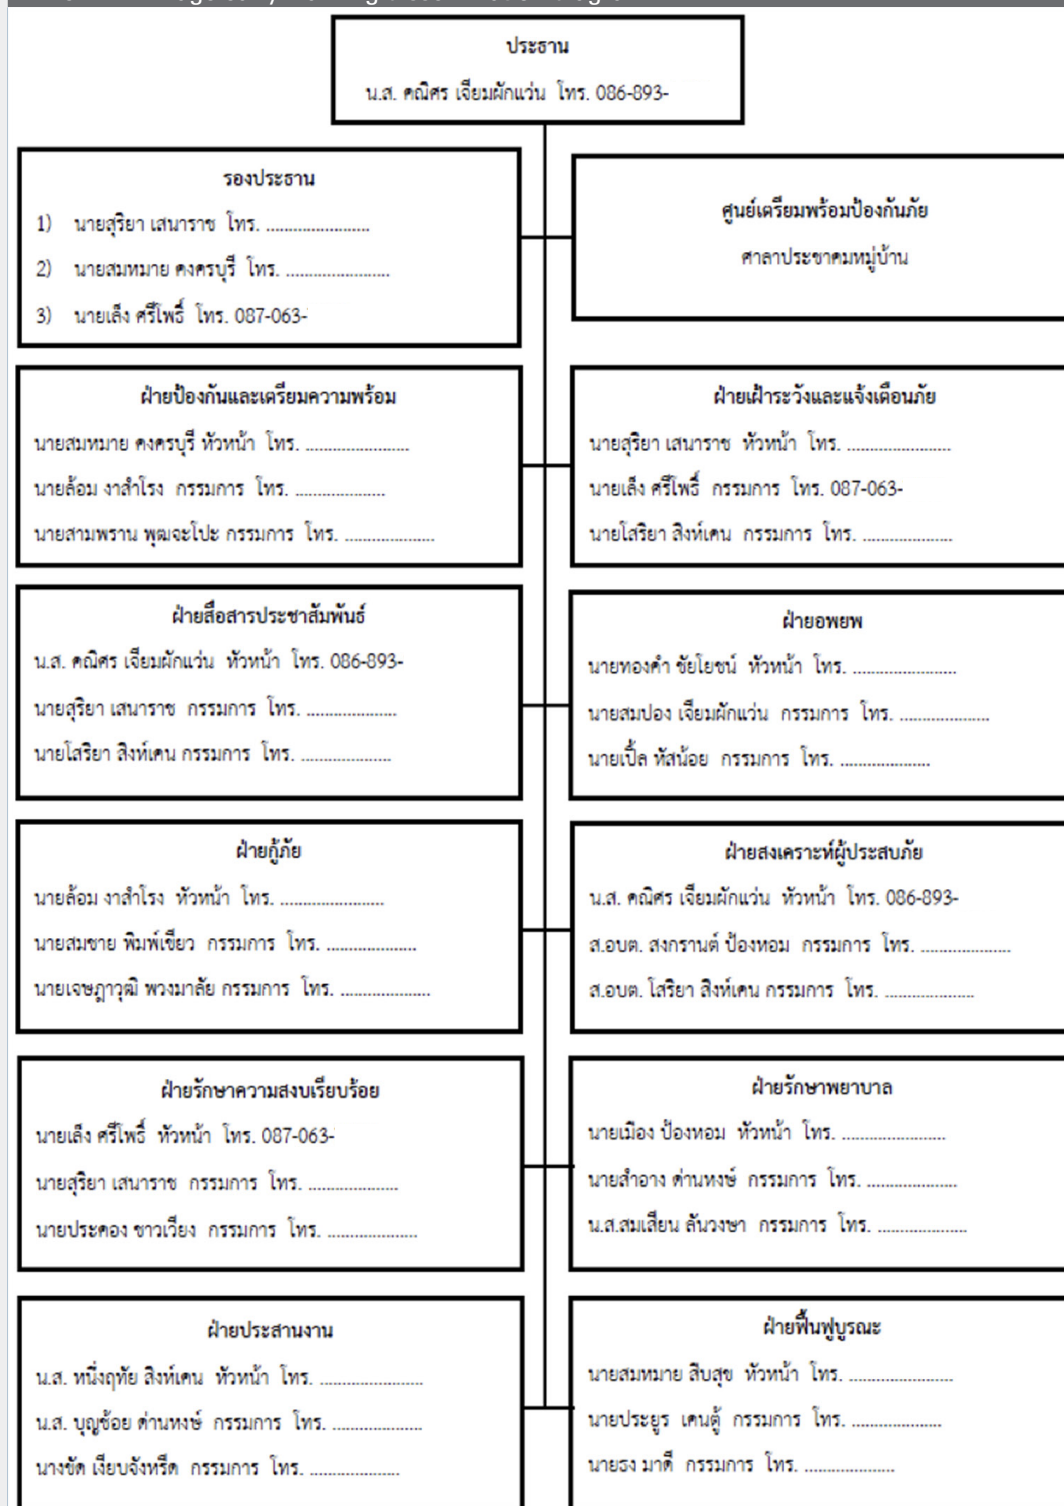 ประธาน
น.ส. คณิศร เจียมผักแว่น โทร. 086-893-
รองประธาน
1) นายสุริยา เสนาราช โทร. .......................
2) นายสมหมาย คงครบุรี โทร. .......................
3) นายเล็ง ศรีโพธิ์ โทร. 087-063-
ศูนย์เตรียมพร้อมป้องกันภัย
ศาลาประชาคมหมู่บ้าน
ฝ่ายป้องกันและเตรียมความพร้อม
นายสมหมาย คงครบุรี หัวหน้า โทร. .......................
นายล้อม งาสำโรง กรรมการ โทร. ....................
นายสามพราน พุฒจะโปะ กรรมการ โทร. ....................
ฝ่ายเฝ้าระวังและแจ้งเตือนภัย
นายสุริยา เสนาราช หัวหน้า โทร. .......................
นายเล็ง ศรีโพธิ์ กรรมการ โทร. 087-063-
นายโสริยา สิงห์เคน กรรมการ โทร. ....................
ฝ่ายสื่อสารประชาสัมพันธ์
น.ส. คณิศร เจียมผักแว่น หัวหน้า โทร. 086-893-
นายสุริยา เสนาราช กรรมการ โทร. ....................
นายโสริยา สิงห์เคน กรรมการ โทร. ....................
ฝ่ายอพยพ
นายทองคำ ชัยโยชน์ หัวหน้า โทร. .......................
นายสมปอง เจียมผักแว่น กรรมการ โทร. ....................
นายเปิ้ล หัสน้อย กรรมการ โทร. ....................
ฝ่ายกู้ภัย
นายล้อม งาสำโรง หัวหน้า โทร. .......................
นายสมชาย พิมพ์เขียว กรรมการ โทร. ....................
นายเจษฎาวุฒิ พวงมาลัย กรรมการ โทร. ....................
ฝ่ายสงเคราะห์ผู้ประสบภัย
น.ส. คณิศร เจียมผักแว่น หัวหน้า โทร. 086-893-
ส.อบต. สงกรานต์ ป้องหอม กรรมการ โทร. ....................
ส.อบต. โสริยา สิงห์เคน กรรมการ โทร. ....................
ฝ่ายรักษาความสงบเรียบร้อย
นายเล็ง ศรีโพธิ์ หัวหน้า โทร. 087-063-
นายสุริยา เสนาราช กรรมการ โทร. ....................
นายประคอง ชาวเวียง กรรมการ โทร. ....................
ฝ่ายรักษาพยาบาล
นายเมือง ป้องหอม หัวหน้า โทร. .......................
นายสำอาง ด่านหงษ์ กรรมการ โทร. ....................
น.ส.สมเสียน ลันวงษา กรรมการ โทร. ....................
ฝ่ายประสานงาน
น.ส. หนึ่งฤทัย สิงห์เคน หัวหน้า โทร. .......................
น.ส. บุญช้อย ด่านหงษ์ กรรมการ โทร. ....................
นางขัด เงียบจังหรีด กรรมการ โทร. ....................
ฝ่ายฟื้นฟูบูรณะ
นายสมหมาย สิบสุข หัวหน้า โทร. .......................
นายประยูร เคนตู้ กรรมการ โทร. ....................
นายธง มาดี กรรมการ โทร. ....................